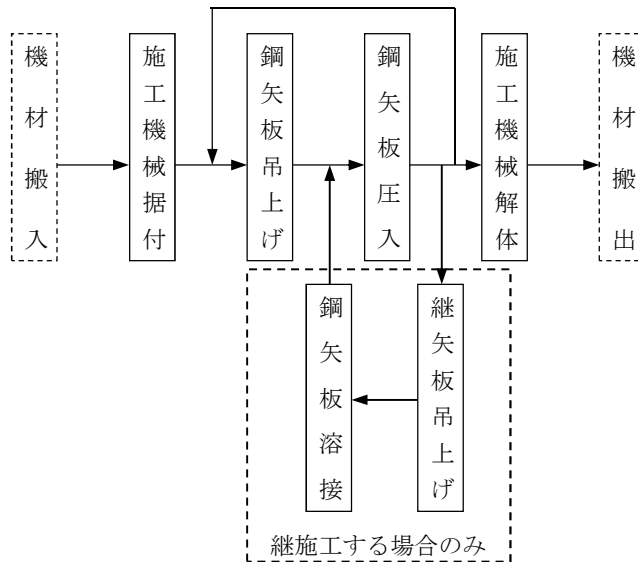 機材搬入
施工機械据付
鋼矢板吊上げ
鋼矢板圧入
施工機械解体
機材搬出
鋼矢板溶接
継矢板吊上げ
継施工する場合のみ